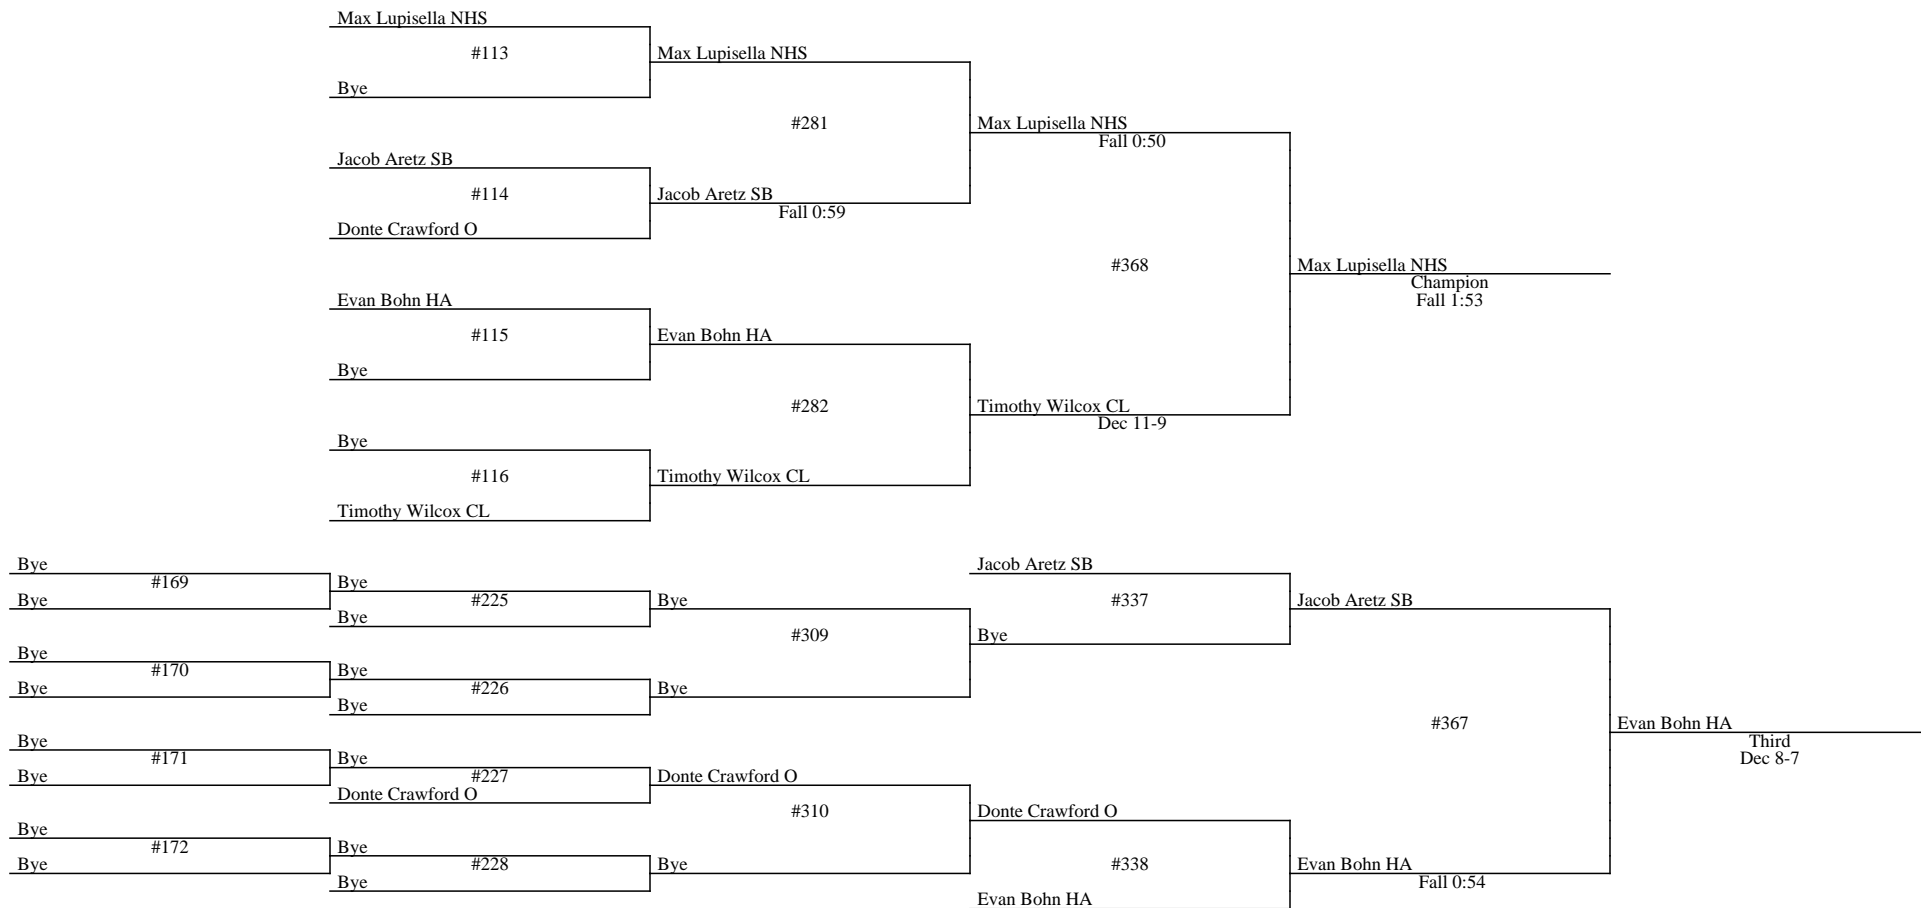 Max Lupisella NHS
#113
Max Lupisella NHS
Bye
#281
Max Lupisella NHS
Fall 0:50
Jacob Aretz SB
#114
Jacob Aretz SB
Fall 0:59
Donte Crawford O
#368
Max Lupisella NHS
Champion
Fall 1:53
Evan Bohn HA
#115
Evan Bohn HA
Bye
#282
Timothy Wilcox CL
Dec 11-9
Bye
#116
Timothy Wilcox CL
Timothy Wilcox CL
Bye
#169
Bye
Bye
#225
Bye
Bye
#309
Bye
Jacob Aretz SB
#337
Jacob Aretz SB
Bye
#170
Bye
Bye
#226
Bye
Bye
#367
Evan Bohn HA
Third
Dec 8-7
Bye
#171
Bye
Bye
#227
Donte Crawford O
Donte Crawford O
#310
Donte Crawford O
Bye
#172
Bye
Bye
#228
Bye
Bye
#338
Evan Bohn HA
Evan Bohn HA
Fall 0:54